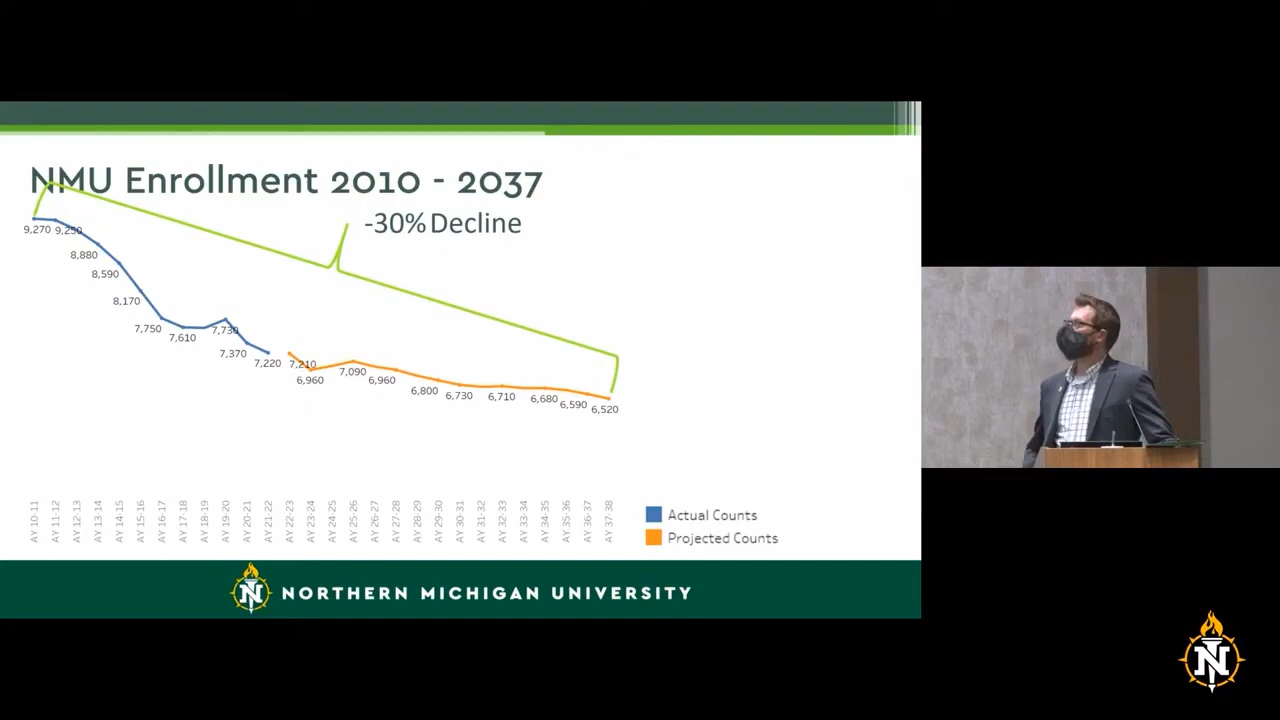 NMU Enrollment 2010 - 2037
-30% Decline
9,270
9,250
8,880
8,590
8,170
7,750
7,610
7,730
7,370
7,220
7,210
6,960
7,090
6,960
6,800
6,730
6,710
6,680
6,590
6,520
AY 10-11
AY 11-12
AY 12-13
AY 13-14
AY 14-15
AY 15-16
AY 16-17
AY 17-18
AY 18-19
AY 19-20
AY 20-21
AY 21-22
AY 22-23
AY 23-24
AY 24-25
AY 25-26
AY 26-27
AY 27-28
AY 28-29
AY 29-30
AY 30-31
AY 31-32
AY 32-33
AY 33-34
AY 34-35
AY 35-36
AY 36-37
AY 37-38
Actual Counts
Projected Counts
N NORTHERN MICHIGAN UNIVERSITY
N